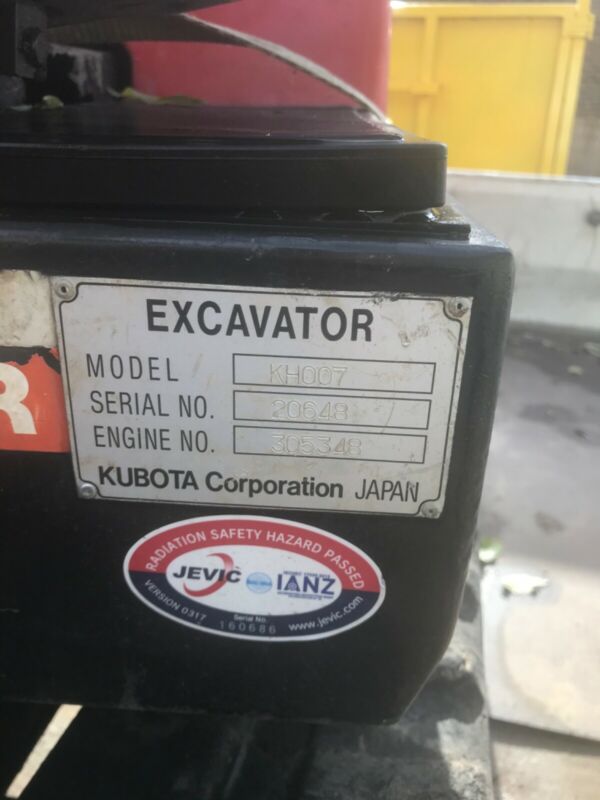 EXCAVATOR
MODEL KH007
SERIAL NO. 20648
ENGINE NO. 305348
KUBOTA Corporation JAPAN
R
RADIATION SAFETY HAZARD PASSED
JEVIC IANZ
VERSION 0317
Serial No.
160686
www.jevic.com